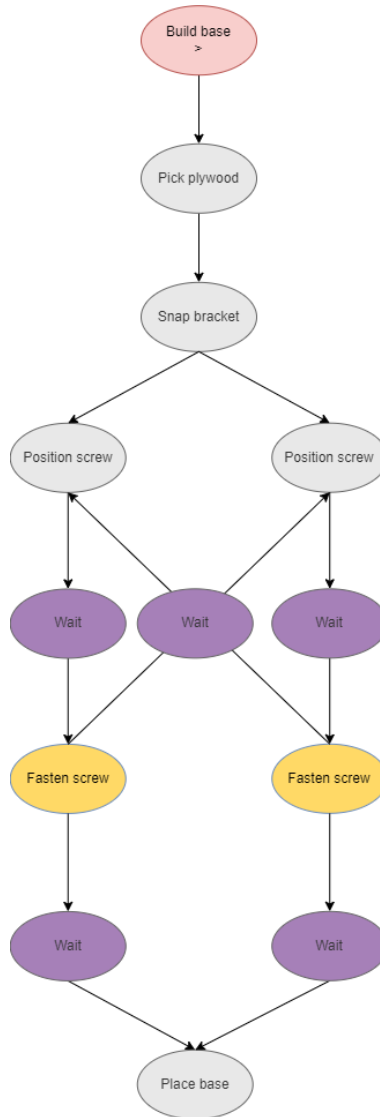 Build base
>
Pick plywood
Snap bracket
Position screw
Position screw
Wait
Wait
Wait
Fasten screw
Fasten screw
Wait
Wait
Place base